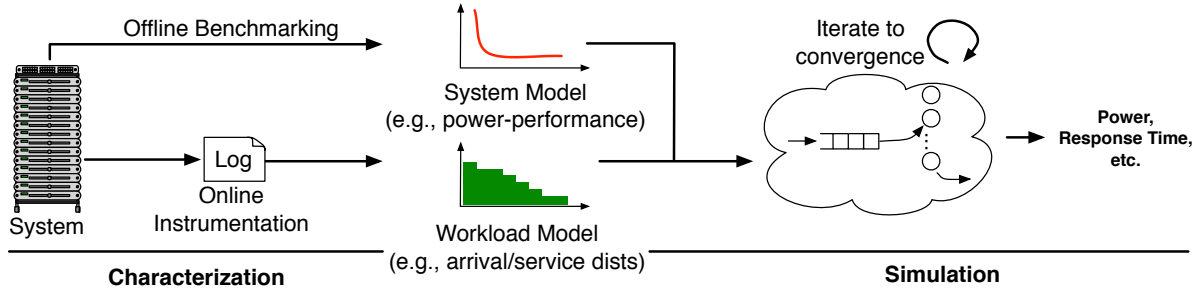 Offline Benchmarking
System
Log
Online
Instrumentation
System Model
(e.g., power-performance)
Workload Model
(e.g., arrival/service dists)
Iterate to
convergence
Power,
Response Time,
etc.
Characterization
Simulation